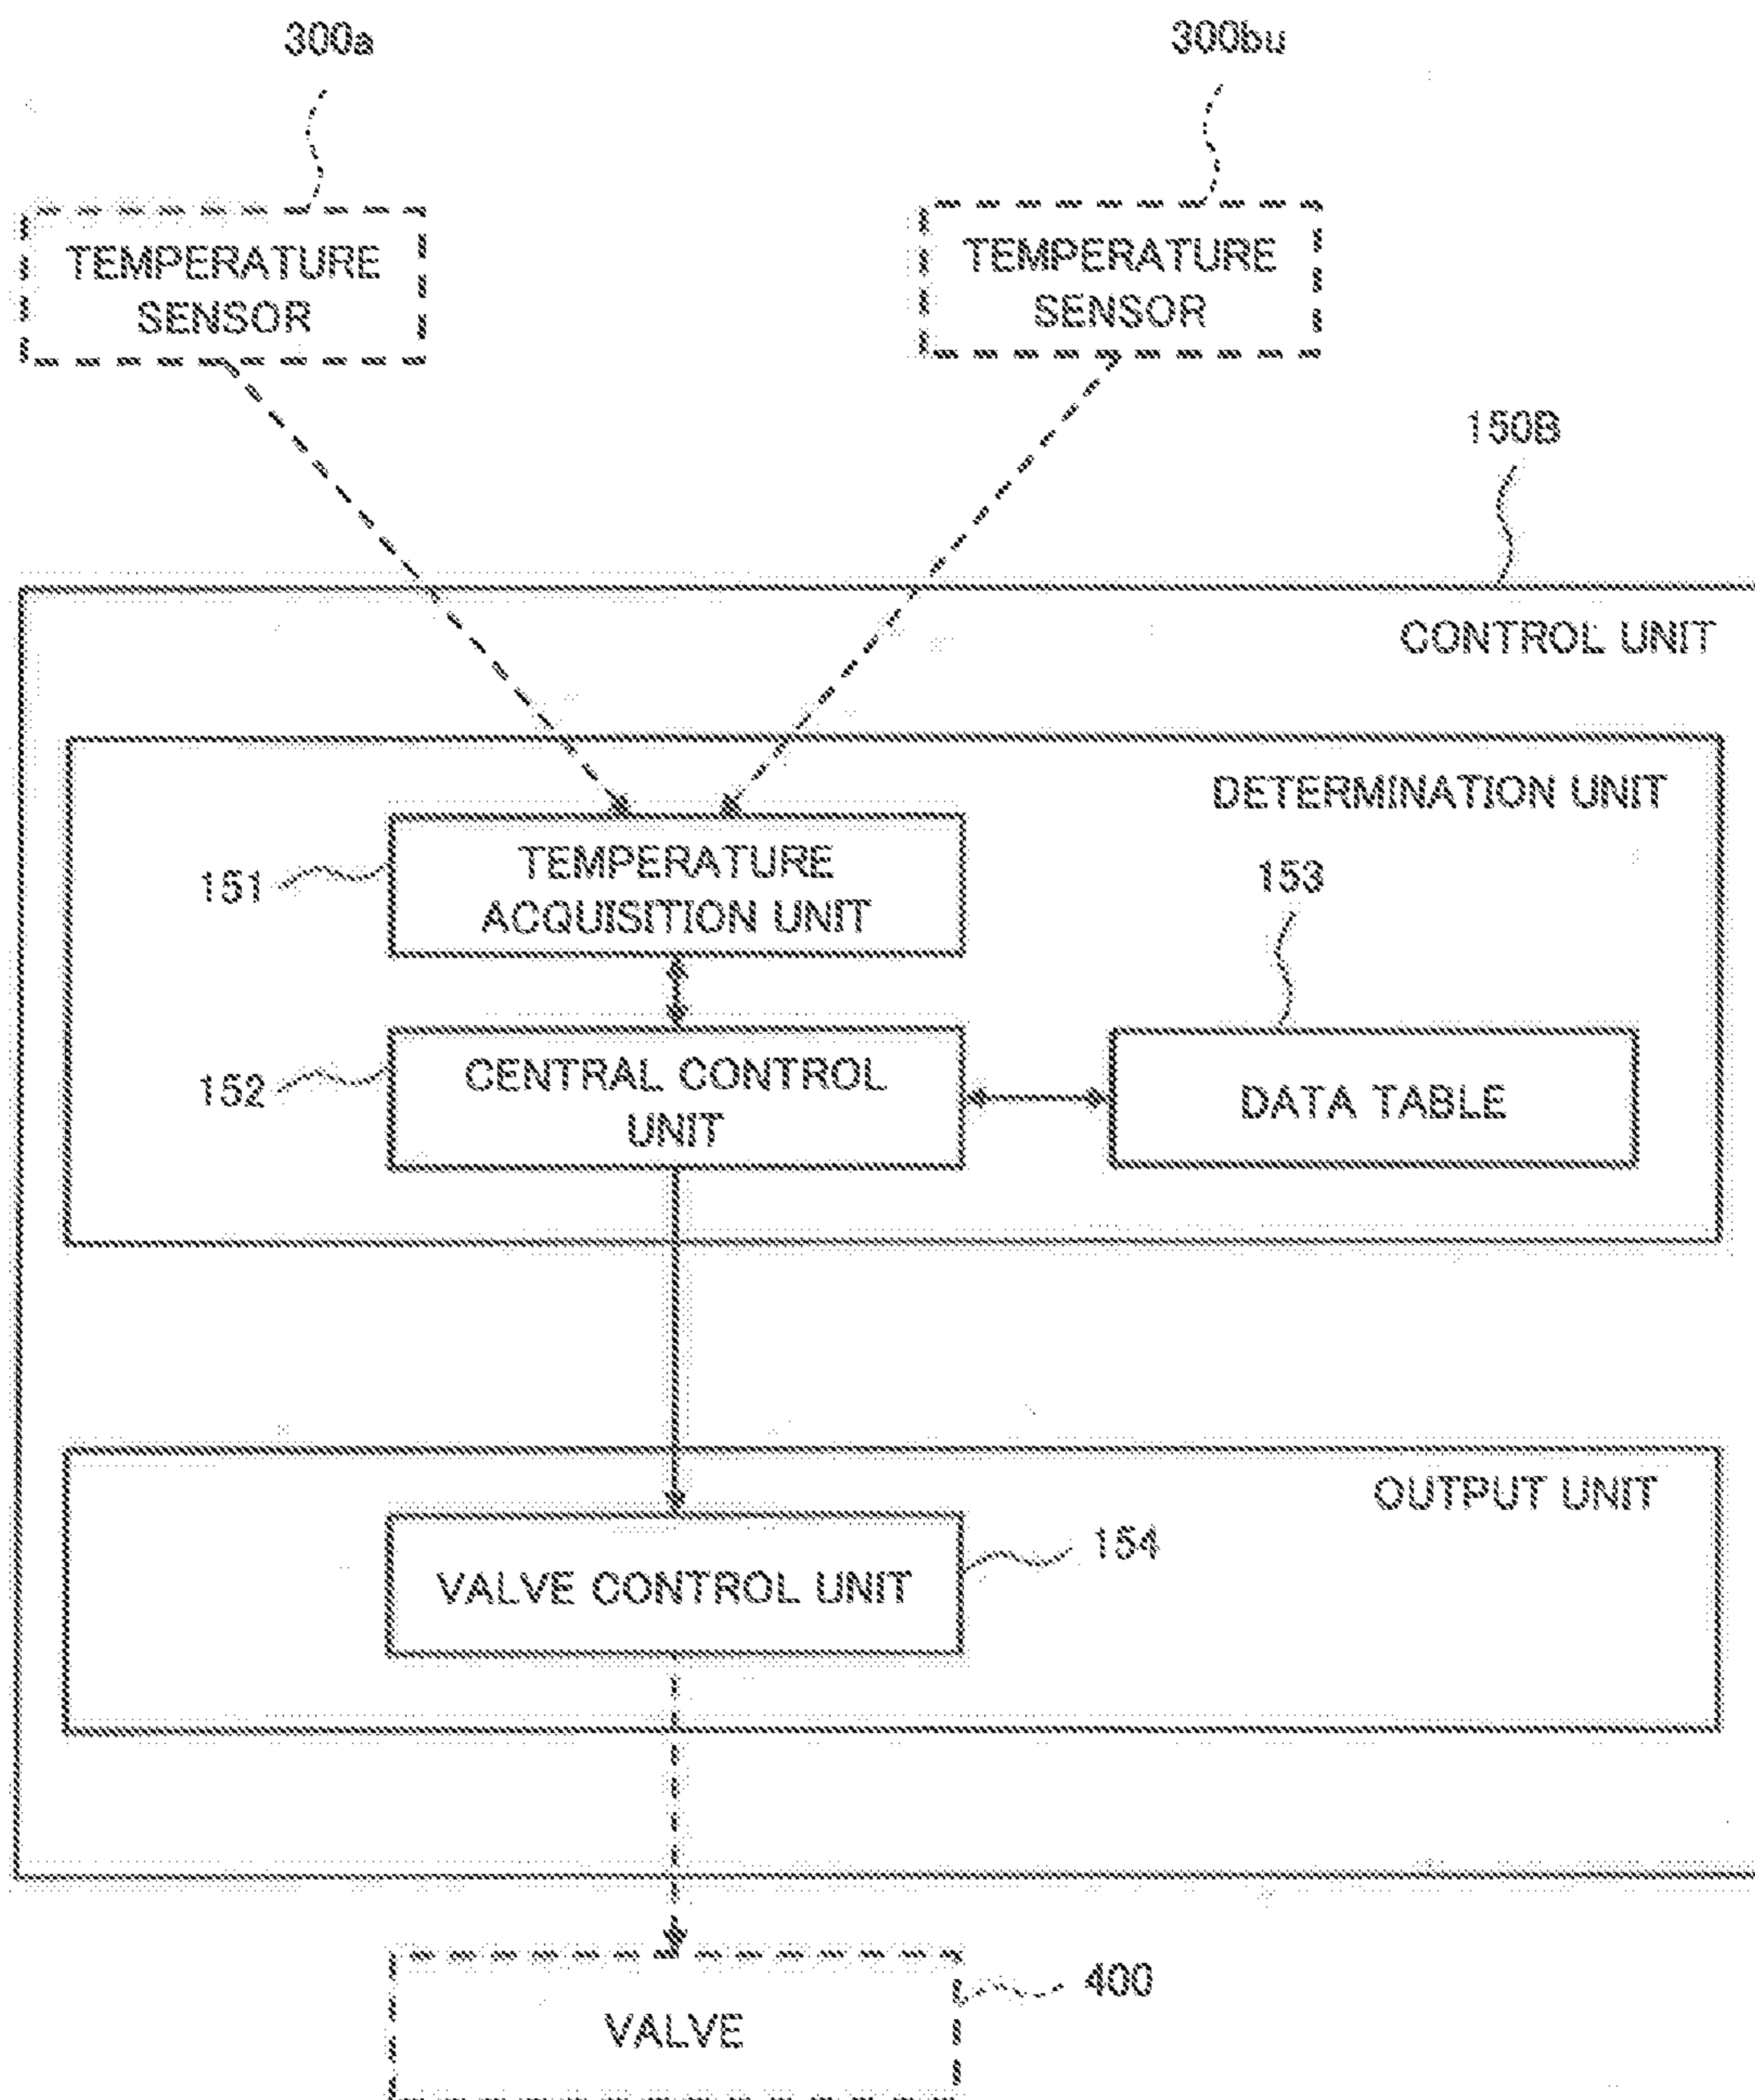 300a
300bu
TEMPERATURE
SENSOR
TEMPERATURE
SENSOR
150B
CONTROL UNIT
DETERMINATION UNIT
151
TEMPERATURE
ACQUISITION UNIT
153
152
CENTRAL CONTROL
UNIT
DATA TABLE
OUTPUT UNIT
154
VALVE CONTROL UNIT
400
VALVE